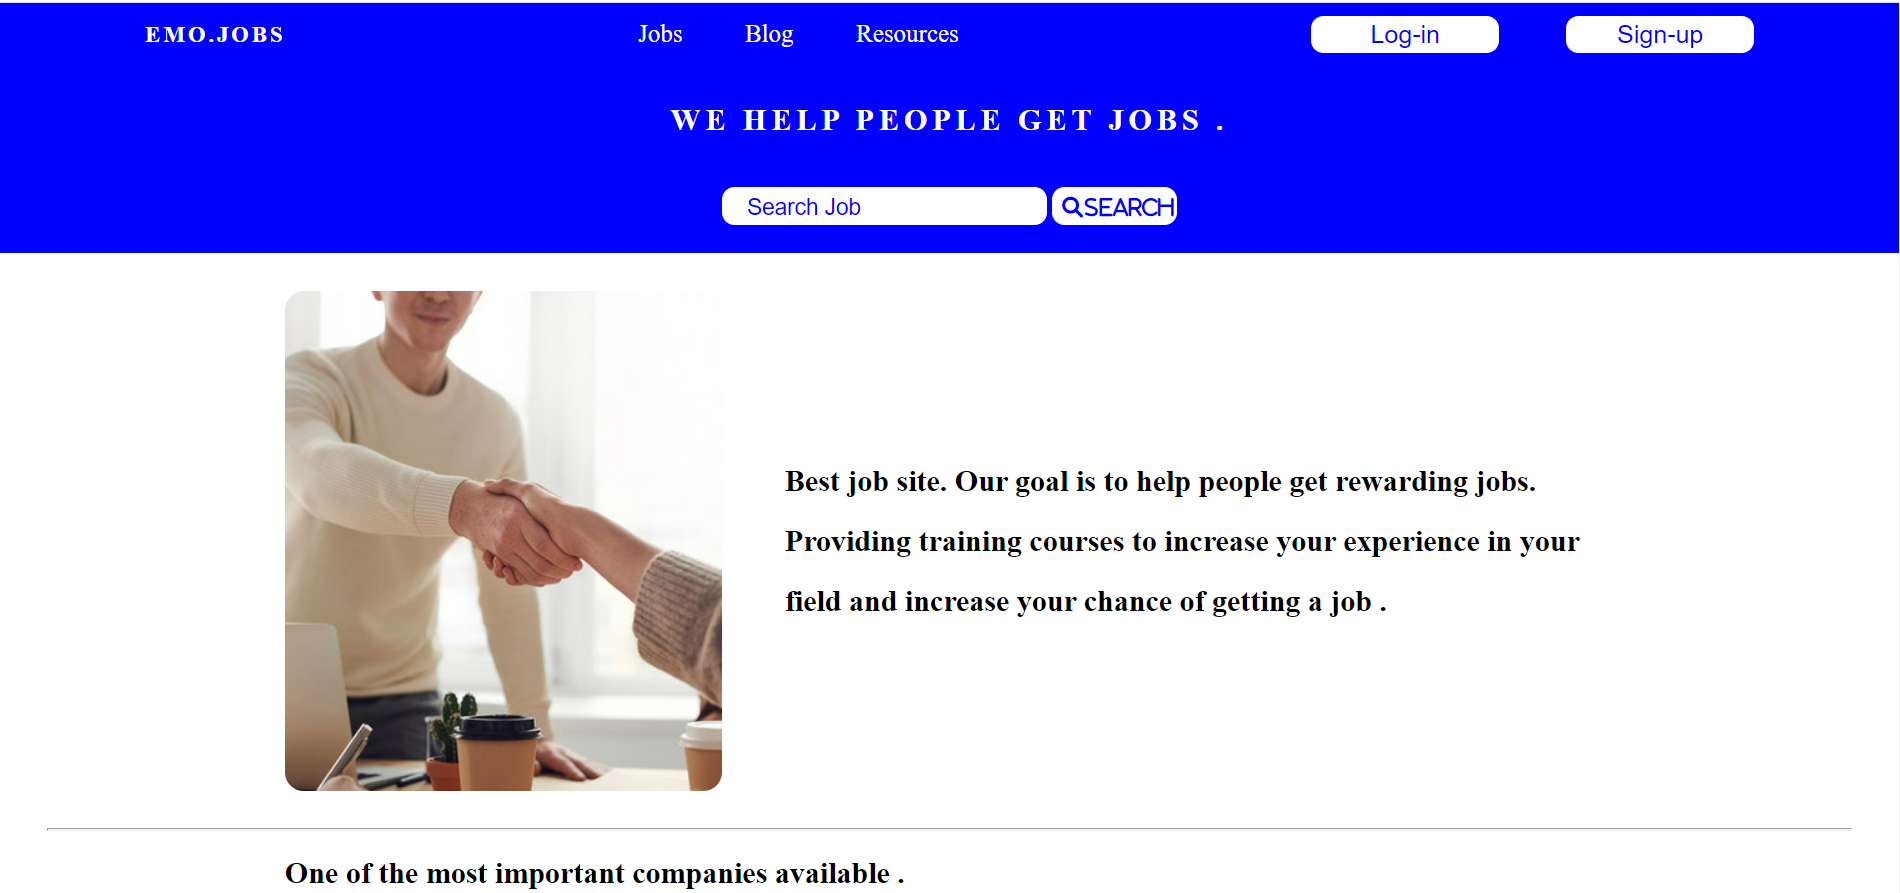 EMO.JOBS Jobs Blog Resources Log-in Sign-up
WE HELP PEOPLE GET JOBS .
Search Job SEARCH
Best job site. Our goal is to help people get rewarding jobs.
Providing training courses to increase your experience in your
field and increase your chance of getting a job .
One of the most important companies available .